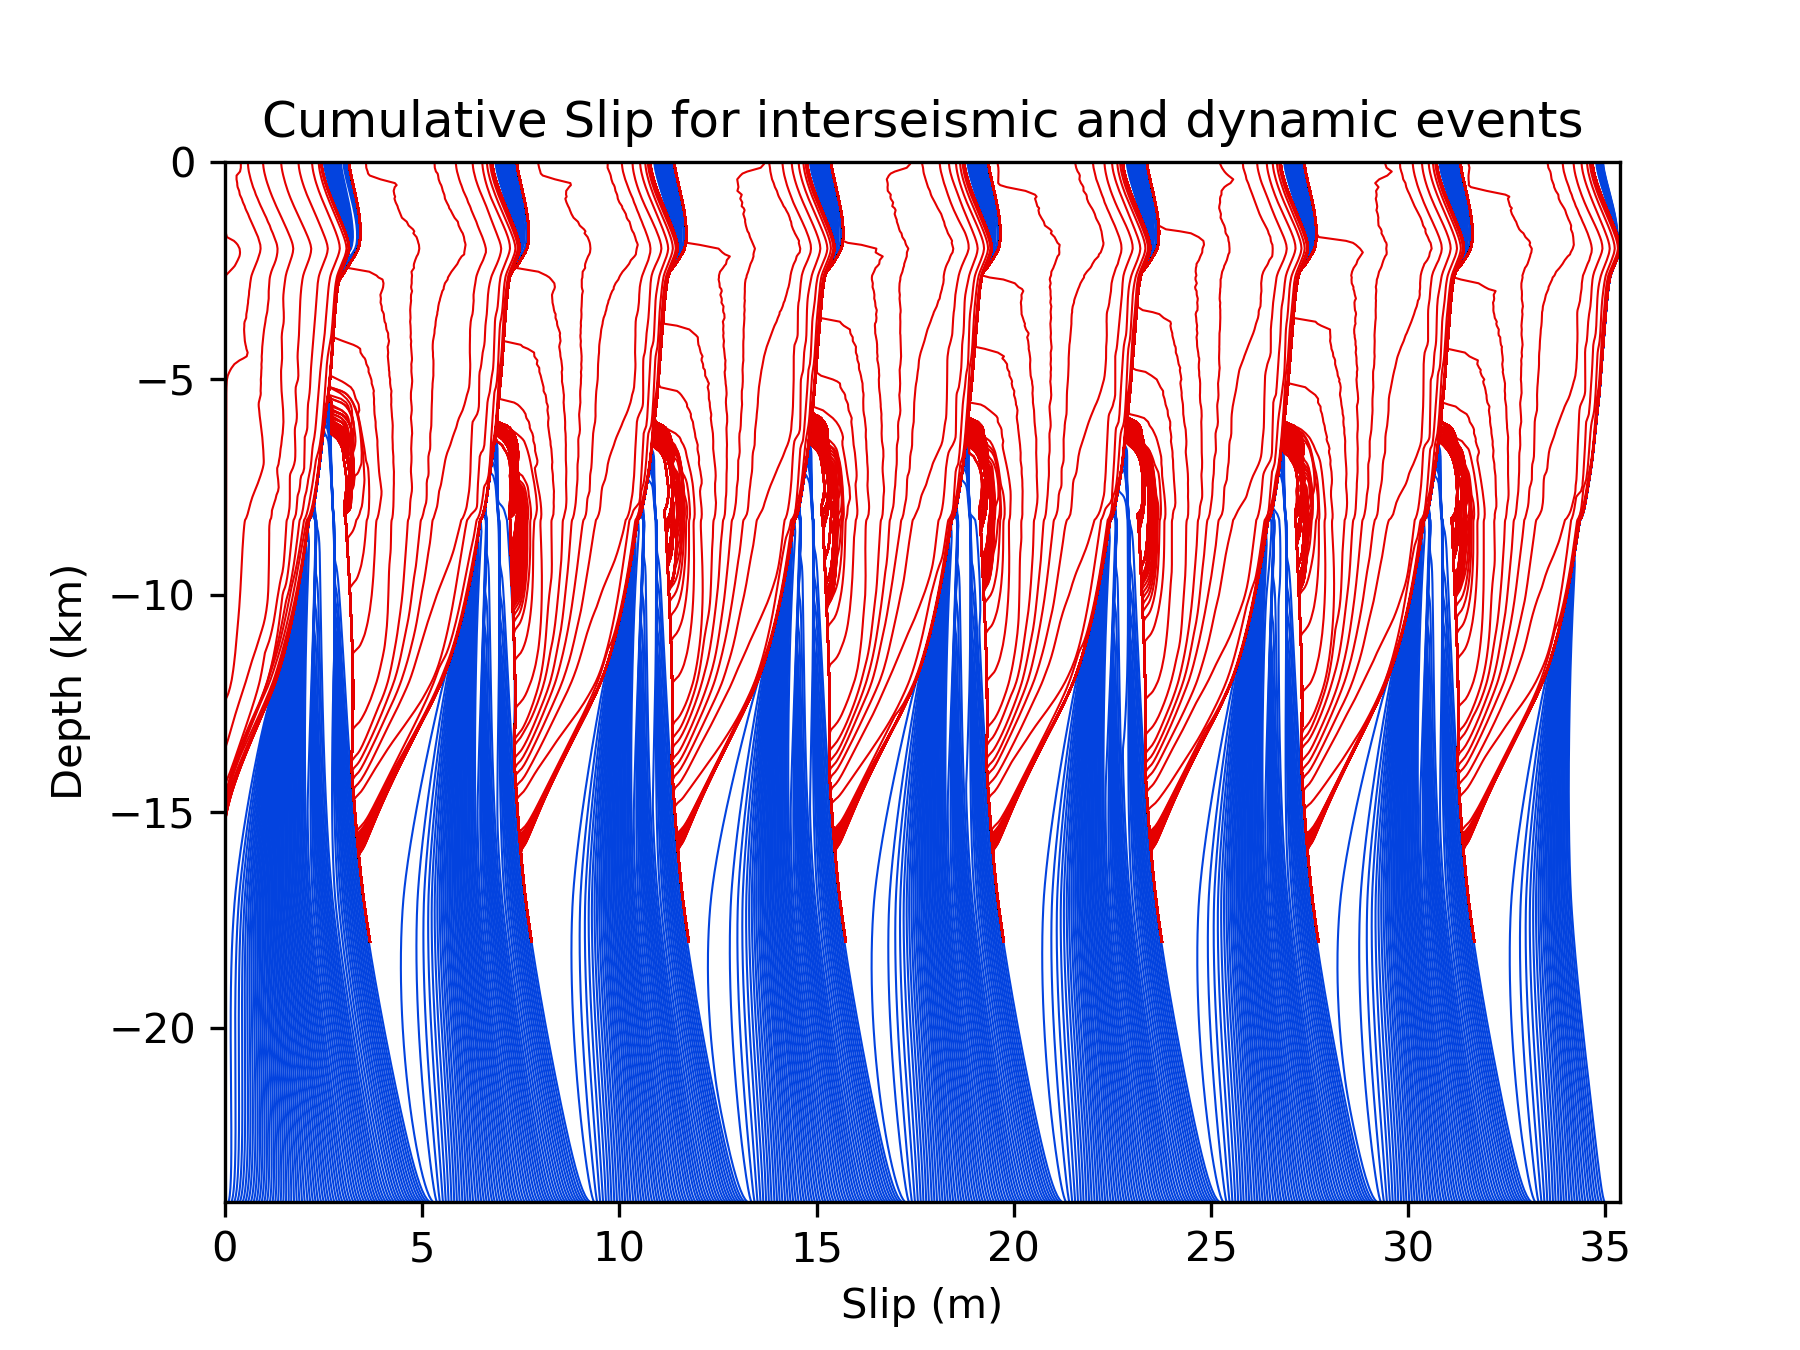 Cumulative Slip for interseismic and dynamic events
0
−5
−10
−15
−20
Depth (km)
0 5 10 15 20 25 30 35
Slip (m)